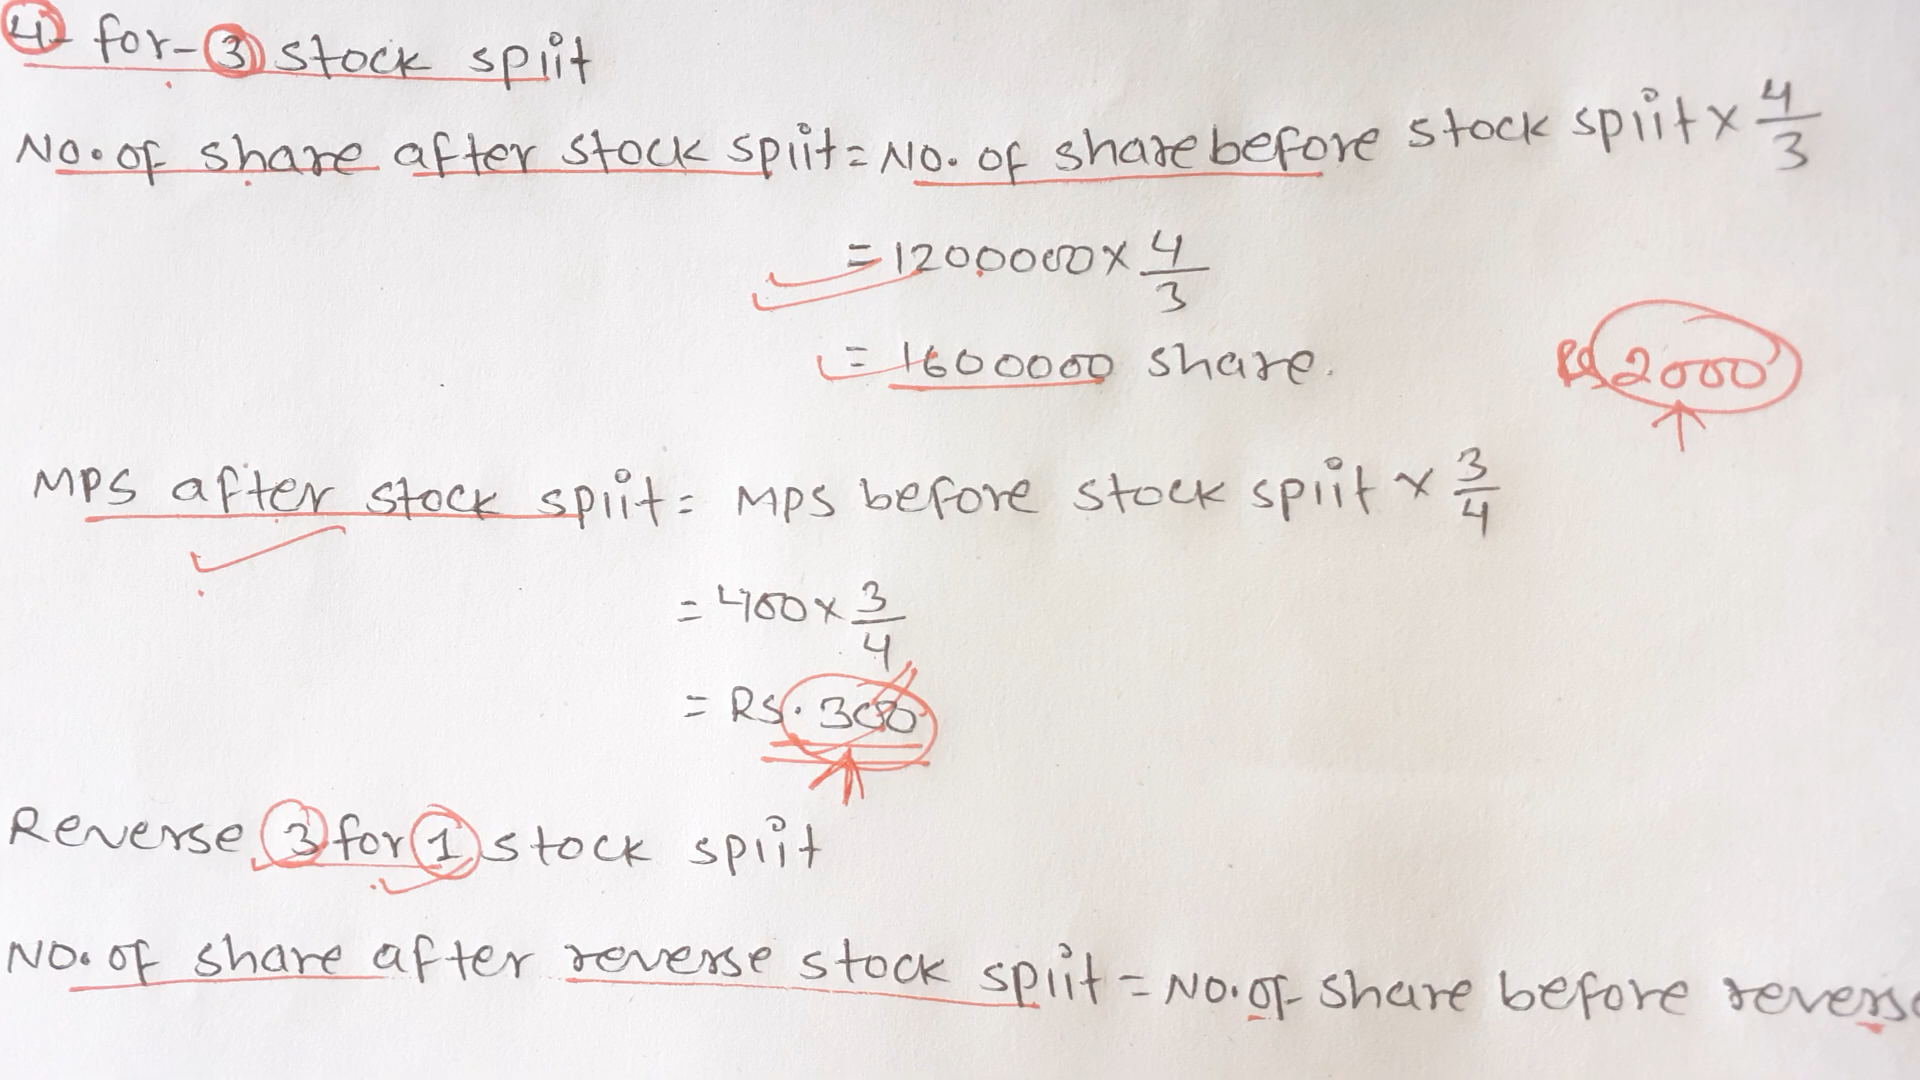 4- for-3 stock spiit
No. of share after stock spiit = No. of share before stock spiit × 4/3
= 1200000 × 4/3
= 1600000 share.
Rs 2000
MPS after stock spiit = MPS before stock spiit × 3/4
= 400 × 3/4
= Rs. 300
Reverse 3 for 1 stock spiit
No. of share after reverse stock spiit = No. of share before reverse